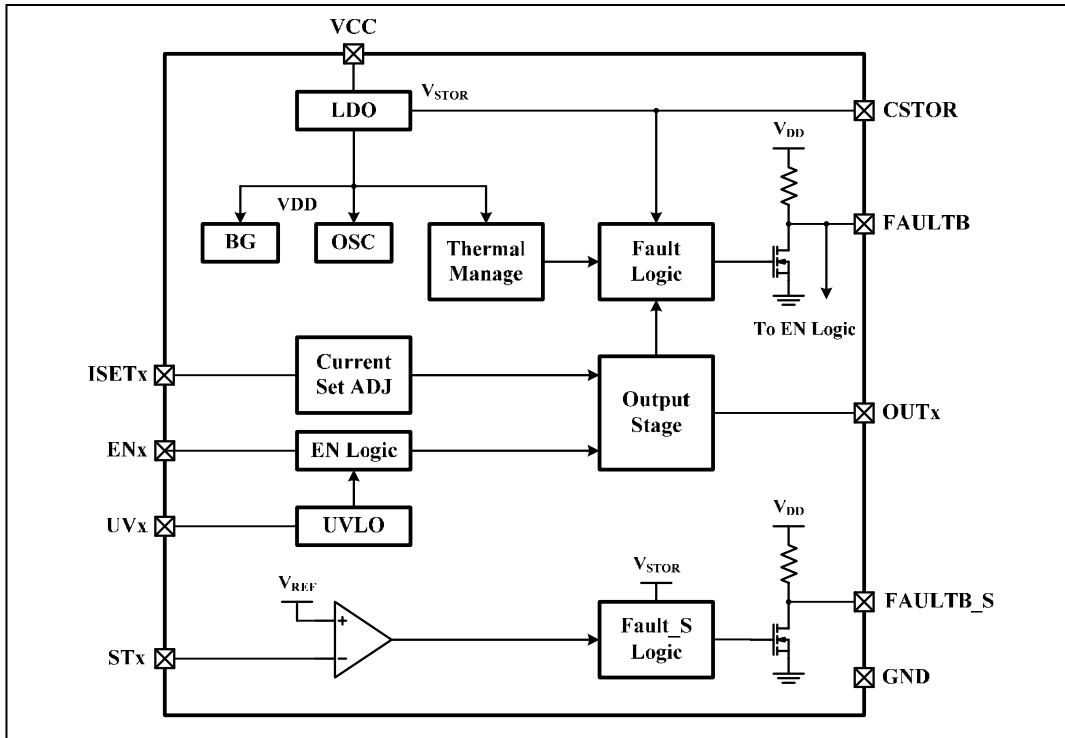 VCC
LDO
VSTOR
CSTOR
VDD
VDD
BG
OSC
Thermal
Manage
Fault
Logic
FAULTB
To EN Logic
ISETx
Current
Set ADJ
Output
Stage
OUTx
ENx
EN Logic
UVx
UVLO
VDD
VREF
VSTOR
+
−
STx
Fault_S
Logic
FAULTB_S
GND